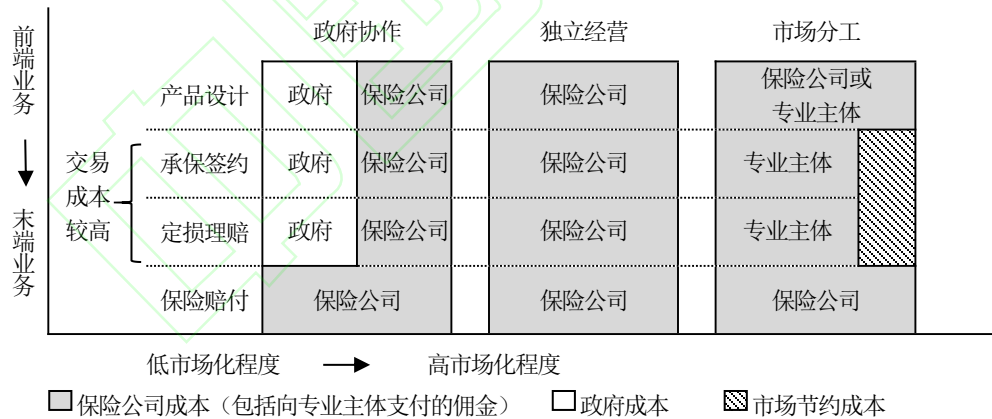 政府协作 独立经营 市场分工
前端业务
末端业务
交易
成本
较高
产品设计 政府 保险公司 保险公司 保险公司或
专业主体
承保签约 政府 保险公司 保险公司 专业主体
定损理赔 政府 保险公司 保险公司 专业主体
保险赔付 保险公司 保险公司 保险公司
低市场化程度 高市场化程度
保险公司成本（包括向专业主体支付的佣金） 政府成本 市场节约成本